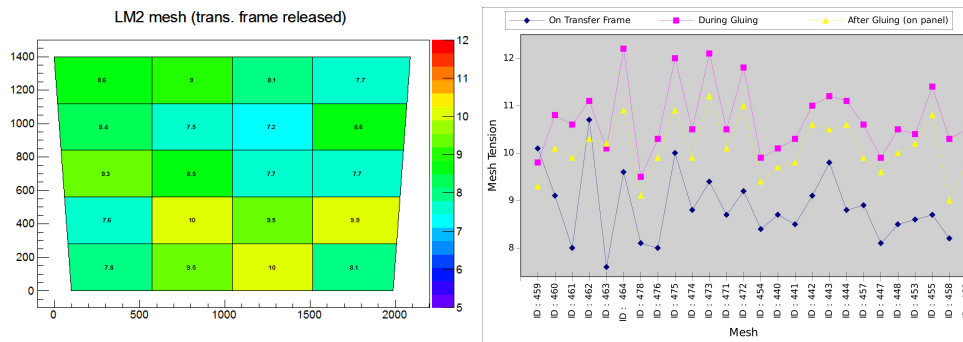 LM2 mesh (trans. frame released)
1400
1200
1000
800
600
400
200
0
8.6 9 8.1 7.7
8.4 7.5 7.2 8.6
9.3 8.5 7.7 7.7
7.6 10 9.5 9.9
7.8 9.5 10 8.1
0 500 1000 1500 2000
12
11
10
9
8
7
6
5
On Transfer Frame During Gluing After Gluing (on panel)
Mesh Tension
12
11
10
9
8
ID : 459
ID : 460
ID : 461
ID : 462
ID : 463
ID : 464
ID : 478
ID : 476
ID : 475
ID : 474
ID : 473
ID : 471
ID : 472
ID : 454
ID : 440
ID : 441
ID : 442
ID : 443
ID : 444
ID : 457
ID : 447
ID : 448
ID : 453
ID : 455
ID : 458
Mesh